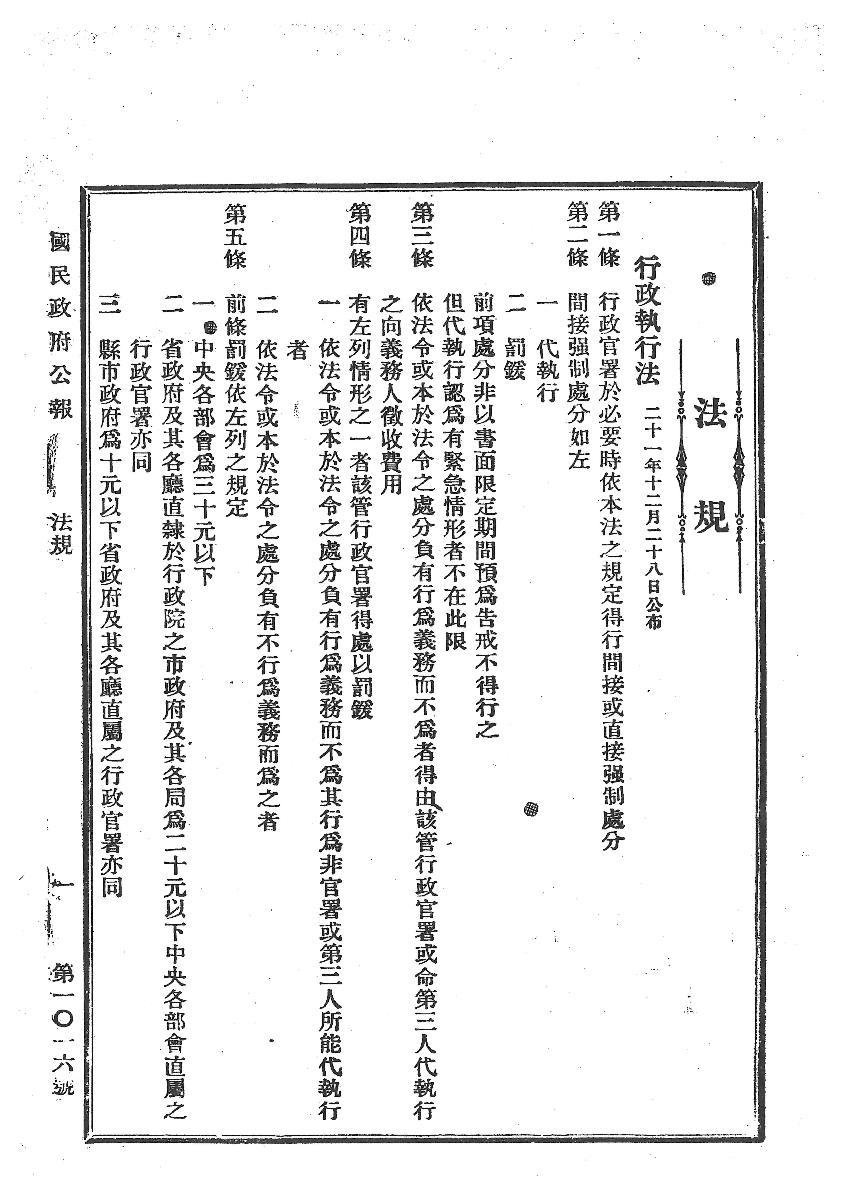 法規
行政執行法 二十一年十二月二十八日公布
第一條 行政官署於必要時依本法之規定得行間接或直接强制處分
第二條 間接强制處分如左
一 代執行
二 罰鍰
前項處分非以書面限定期間預爲告戒不得行之
但代執行認爲有緊急情形者不在此限
第三條 依法令或本於法令之處分負有行爲義務而不爲者得由該管行政官署或命第三人代執行
之向義務人徵收費用
第四條 有左列情形之一者該管行政官署得處以罰鍰
一 依法令或本於法令之處分負有行爲義務而不爲其行爲非官署或第三人所能代執行
者
二 依法令或本於法令之處分負有不行爲義務而爲之者
第五條 前條罰鍰依左列之規定
一 中央各部會爲三十元以下
二 省政府及其各廳直隸於行政院之市政府及其各局爲二十元以下中央各部會直屬之
行政官署亦同
三 縣市政府爲十元以下省政府及其各廳直屬之行政官署亦同
國民政府公報 法規 一 第一〇一六號